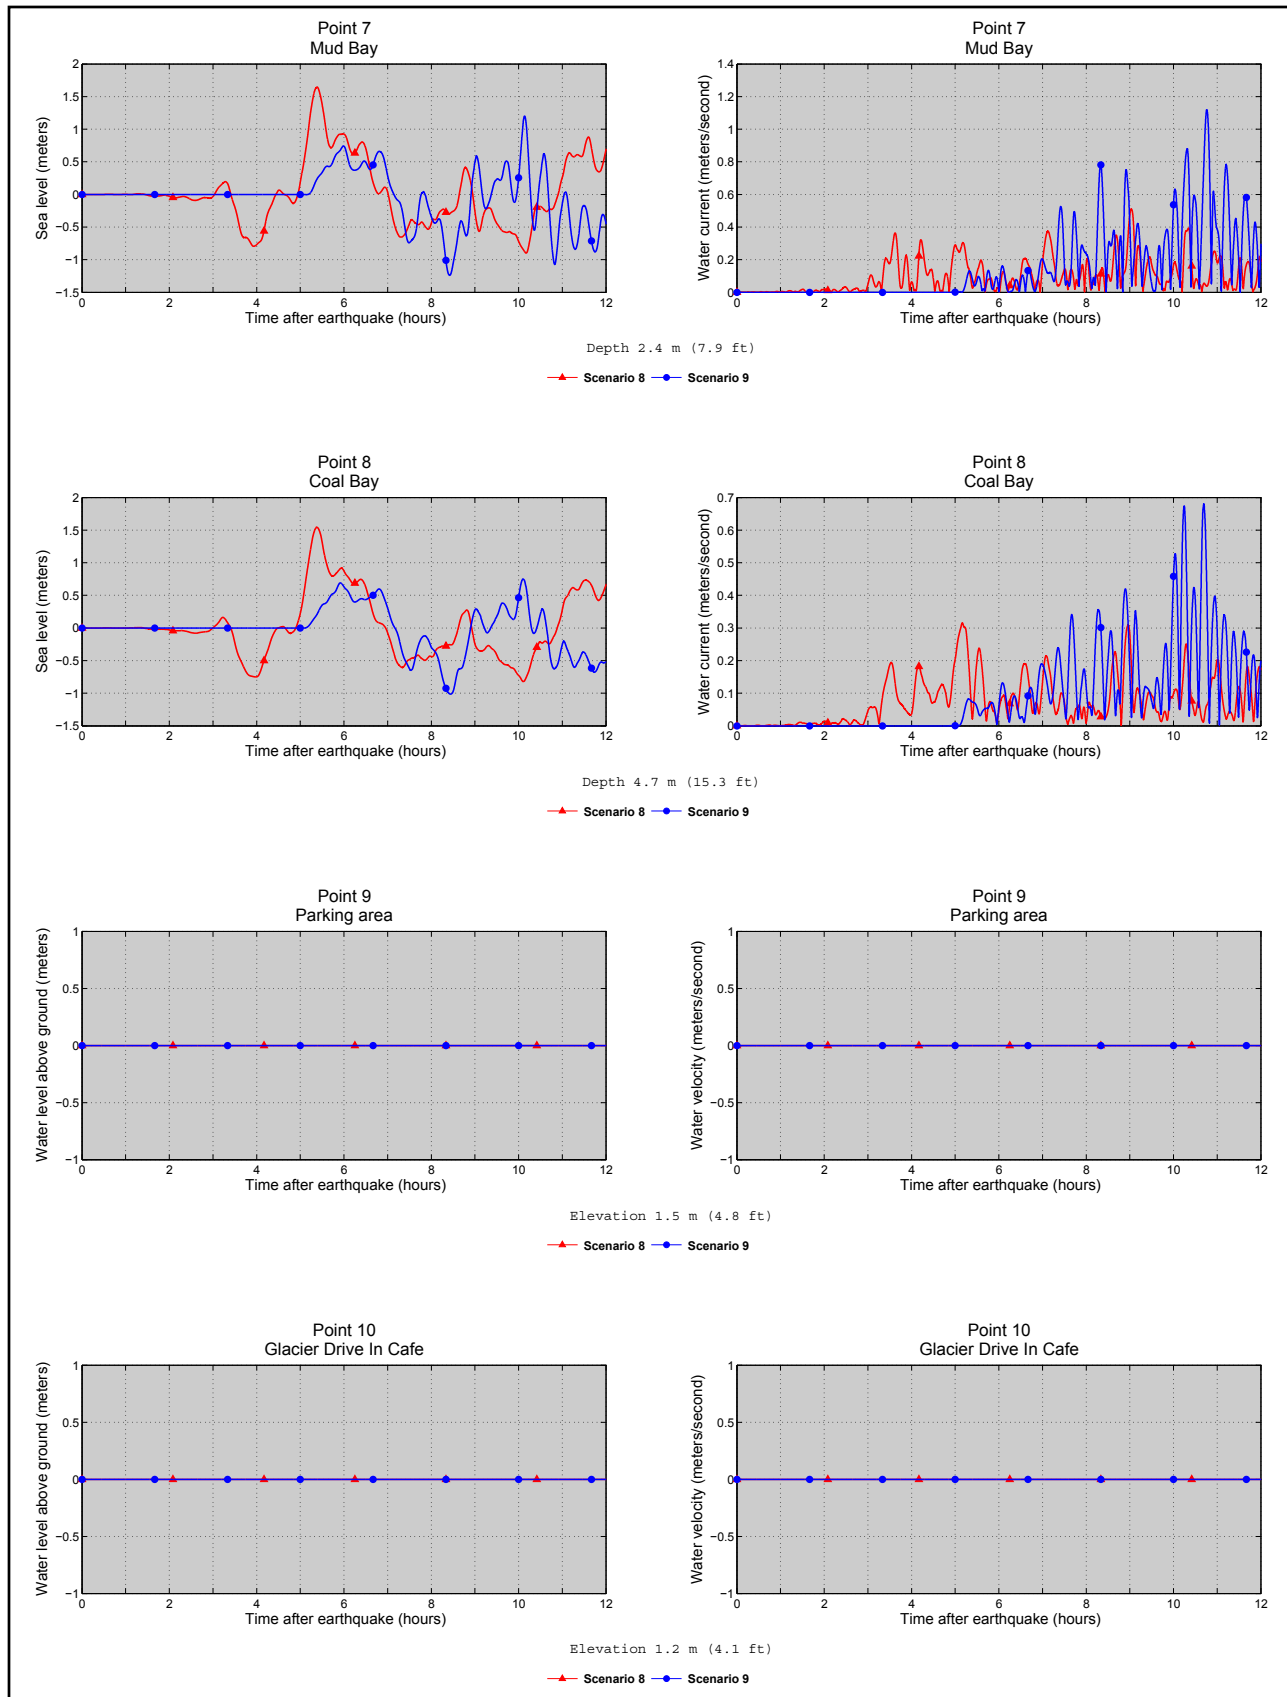 Point 7
Mud Bay
Sea level (meters)
2
1.5
1
0.5
0
−0.5
−1
−1.5
0 2 4 6 8 10 12
Time after earthquake (hours)
Point 7
Mud Bay
Water current (meters/second)
1.4
1.2
1
0.8
0.6
0.4
0.2
0
0 2 4 6 8 10 12
Time after earthquake (hours)
Depth 2.4 m (7.9 ft)
Scenario 8 Scenario 9
Point 8
Coal Bay
Sea level (meters)
2
1.5
1
0.5
0
−0.5
−1
−1.5
0 2 4 6 8 10 12
Time after earthquake (hours)
Point 8
Coal Bay
Water current (meters/second)
0.7
0.6
0.5
0.4
0.3
0.2
0.1
0
0 2 4 6 8 10 12
Time after earthquake (hours)
Depth 4.7 m (15.3 ft)
Scenario 8 Scenario 9
Point 9
Parking area
Water level above ground (meters)
1
0.5
0
−0.5
−1
0 2 4 6 8 10 12
Time after earthquake (hours)
Point 9
Parking area
Water velocity (meters/second)
1
0.5
0
−0.5
−1
0 2 4 6 8 10 12
Time after earthquake (hours)
Elevation 1.5 m (4.8 ft)
Scenario 8 Scenario 9
Point 10
Glacier Drive In Cafe
Water level above ground (meters)
1
0.5
0
−0.5
−1
0 2 4 6 8 10 12
Time after earthquake (hours)
Point 10
Glacier Drive In Cafe
Water velocity (meters/second)
1
0.5
0
−0.5
−1
0 2 4 6 8 10 12
Time after earthquake (hours)
Elevation 1.2 m (4.1 ft)
Scenario 8 Scenario 9